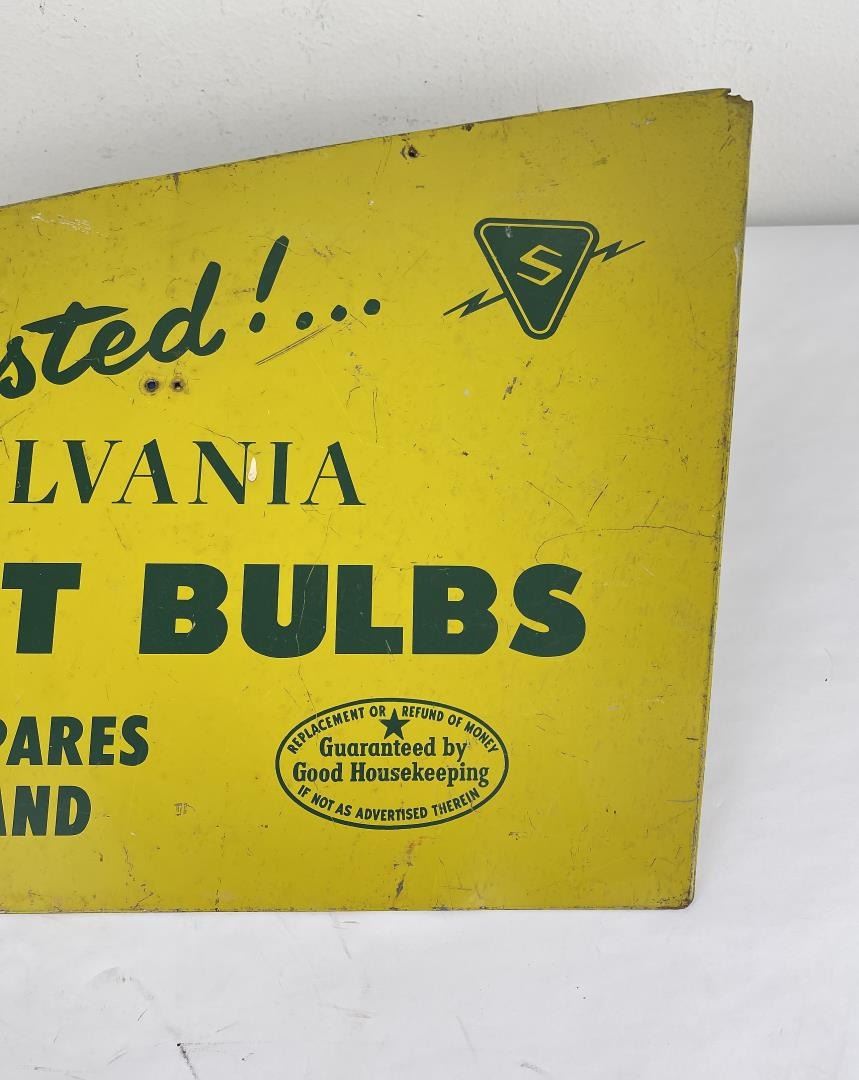 sted!...
S
LVANIA
T BULBS
PARES
AND
REPLACEMENT OR REFUND OF MONEY
Guaranteed by
Good Housekeeping
IF NOT AS ADVERTISED THEREIN